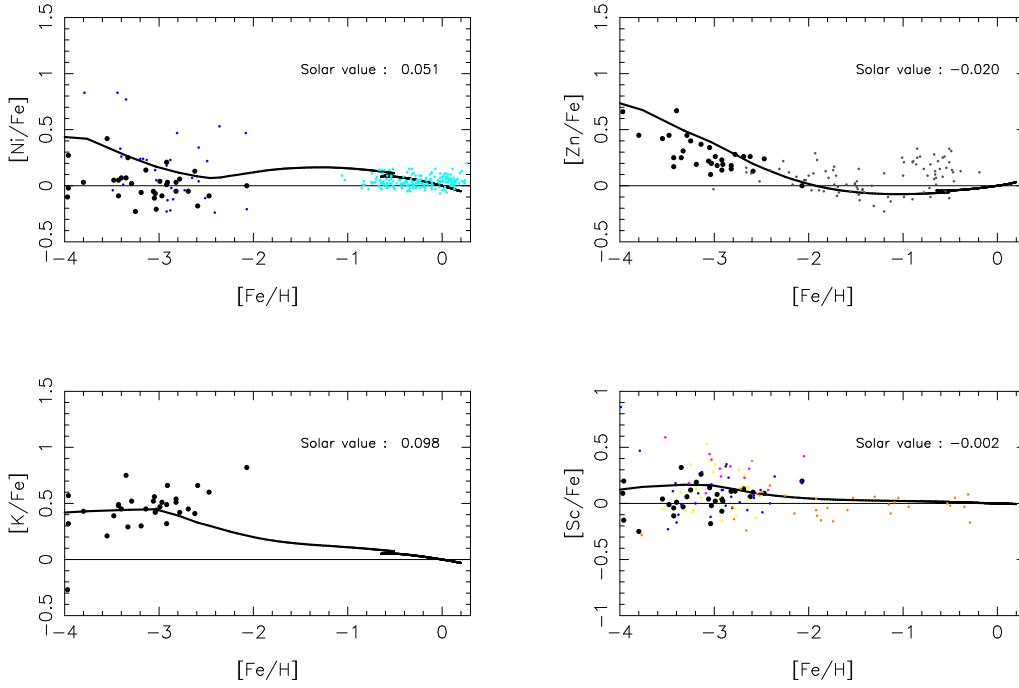 1.5
1
0.5
0
0.5
[Ni/Fe]
Solar value : 0.051
−4 −3 −2 −1 0
[Fe/H]
1.5
1
0.5
0
0.5
[Zn/Fe]
Solar value : −0.020
−4 −3 −2 −1 0
[Fe/H]
1.5
1
0.5
0
0.5
[K/Fe]
Solar value : 0.098
−4 −3 −2 −1 0
[Fe/H]
1
0.5
0
−0.5
−1
[Sc/Fe]
Solar value : −0.002
−4 −3 −2 −1 0
[Fe/H]